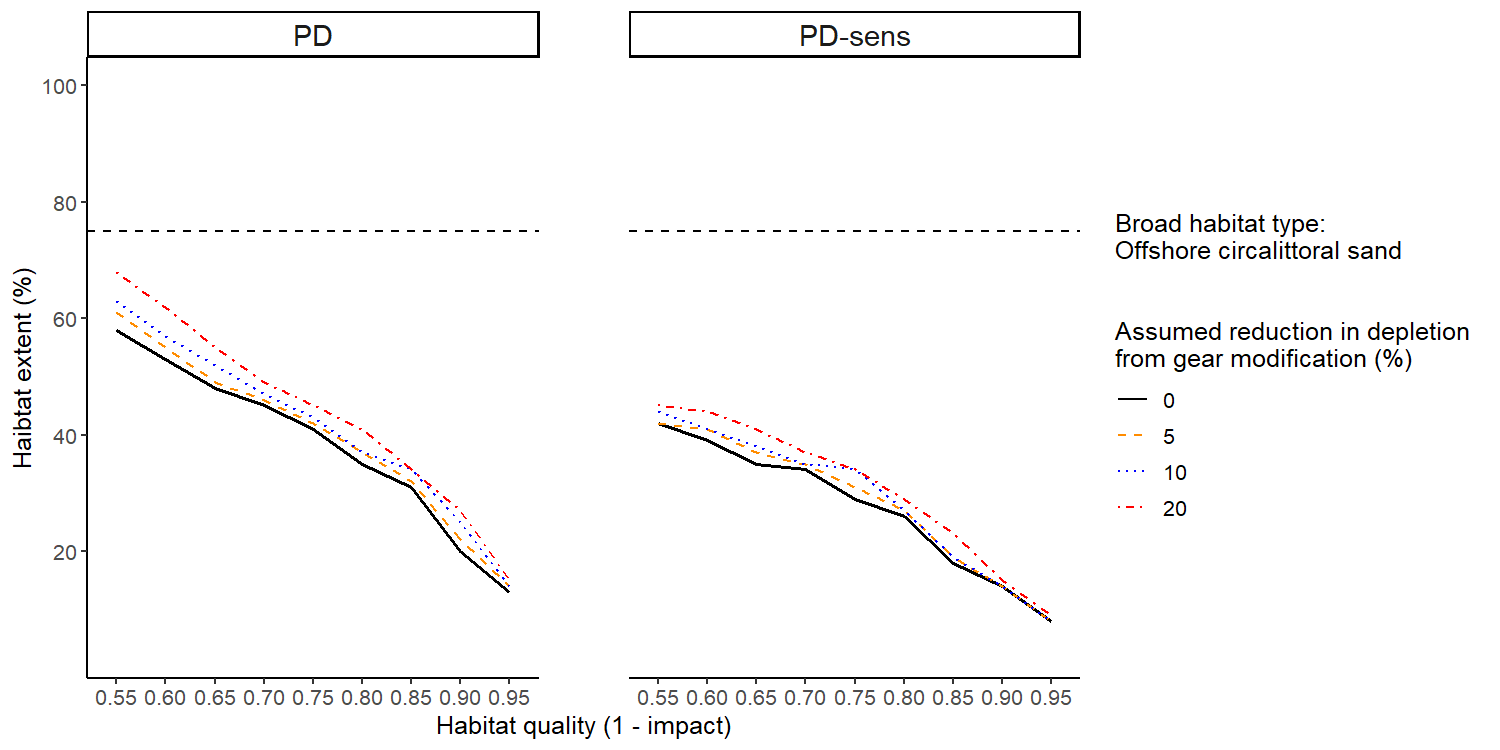 PD
PD-sens
100
80
60
40
20
Haibtat extent (%)
0.55 0.60 0.65 0.70 0.75 0.80 0.85 0.90 0.95
0.55 0.60 0.65 0.70 0.75 0.80 0.85 0.90 0.95
Habitat quality (1 - impact)
Broad habitat type:
Offshore circalittoral sand
Assumed reduction in depletion
from gear modification (%)
0
5
10
20